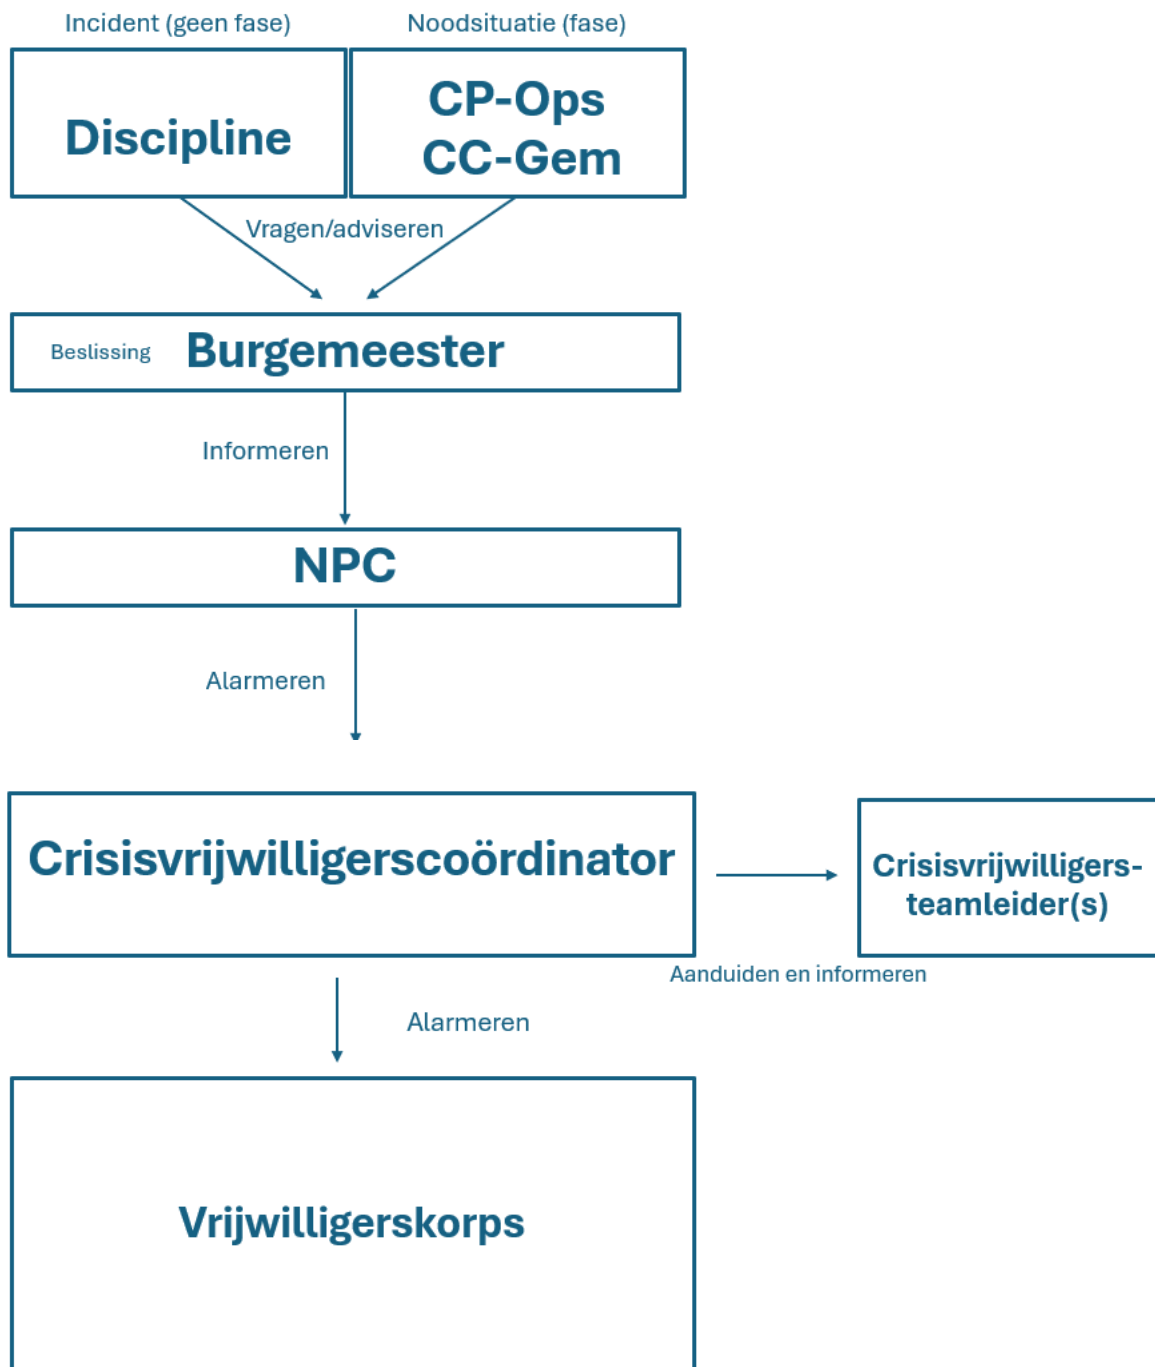 Incident (geen fase)
Noodsituatie (fase)
Discipline
CP-Ops
CC-Gem
Vragen/adviseren
Beslissing
Burgemeester
Informeren
NPC
Alarmeren
Crisisvrijwilligerscoördinator
Crisisvrijwilligers-
teamleider(s)
Aanduiden en informeren
Alarmeren
Vrijwilligerskorps